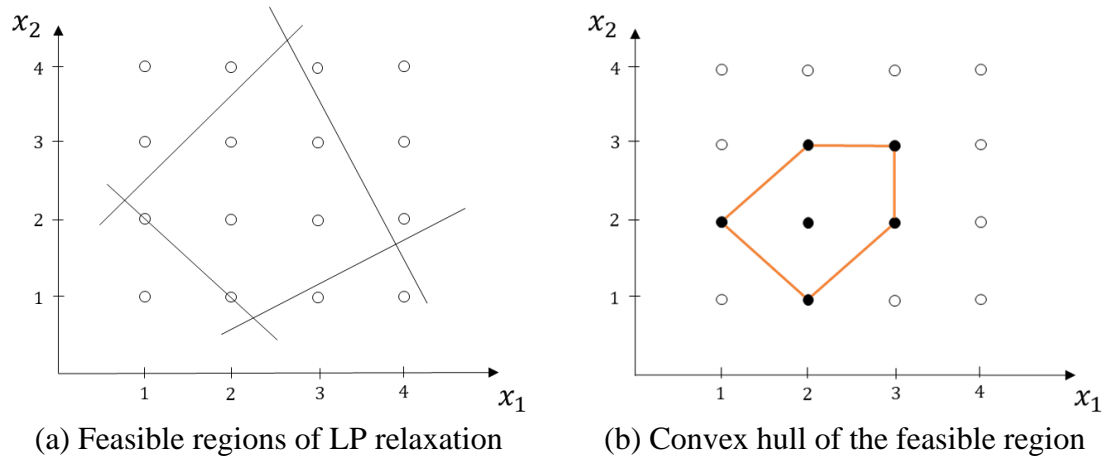 x₂
4
3
2
1
1 2 3 4
x₁
(a) Feasible regions of LP relaxation
x₂
4
3
2
1
1 2 3 4
x₁
(b) Convex hull of the feasible region